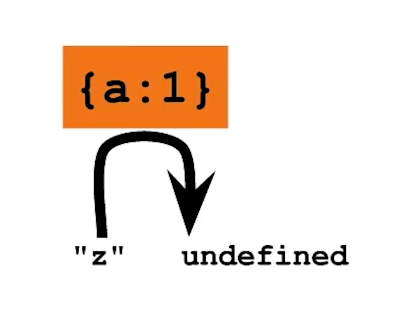 {a:1}
"z" undefined